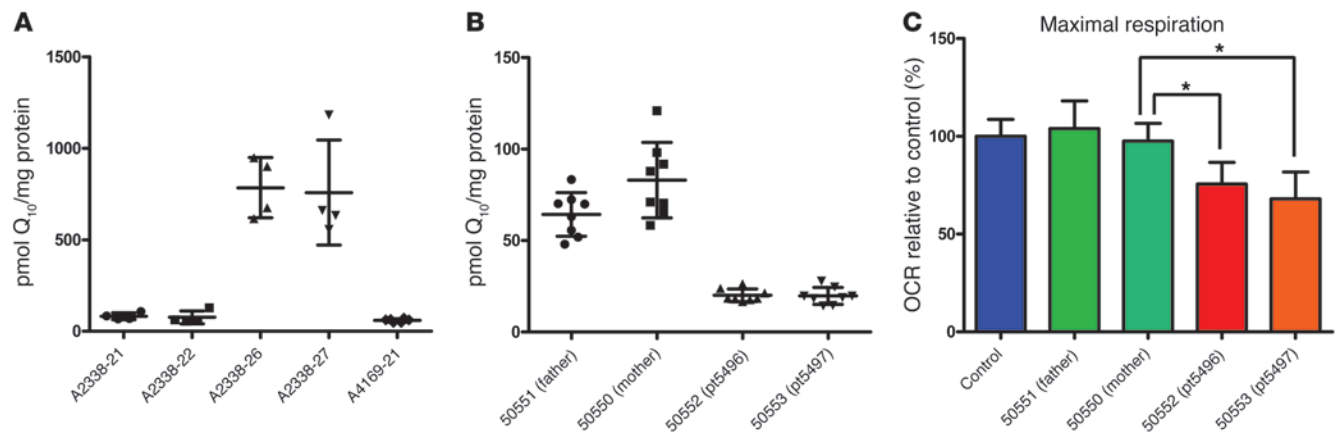 A
pmol Q10/mg protein
1500
1000
500
0
A2338-21
A2338-22
A2338-26
A2338-27
A4169-21
B
pmol Q10/mg protein
150
100
50
0
50551 (father)
50550 (mother)
50552 (pt5496)
50553 (pt5497)
C
Maximal respiration
OCR relative to control (%)
150
100
50
0
*
*
Control
50551 (father)
50550 (mother)
50552 (pt5496)
50553 (pt5497)